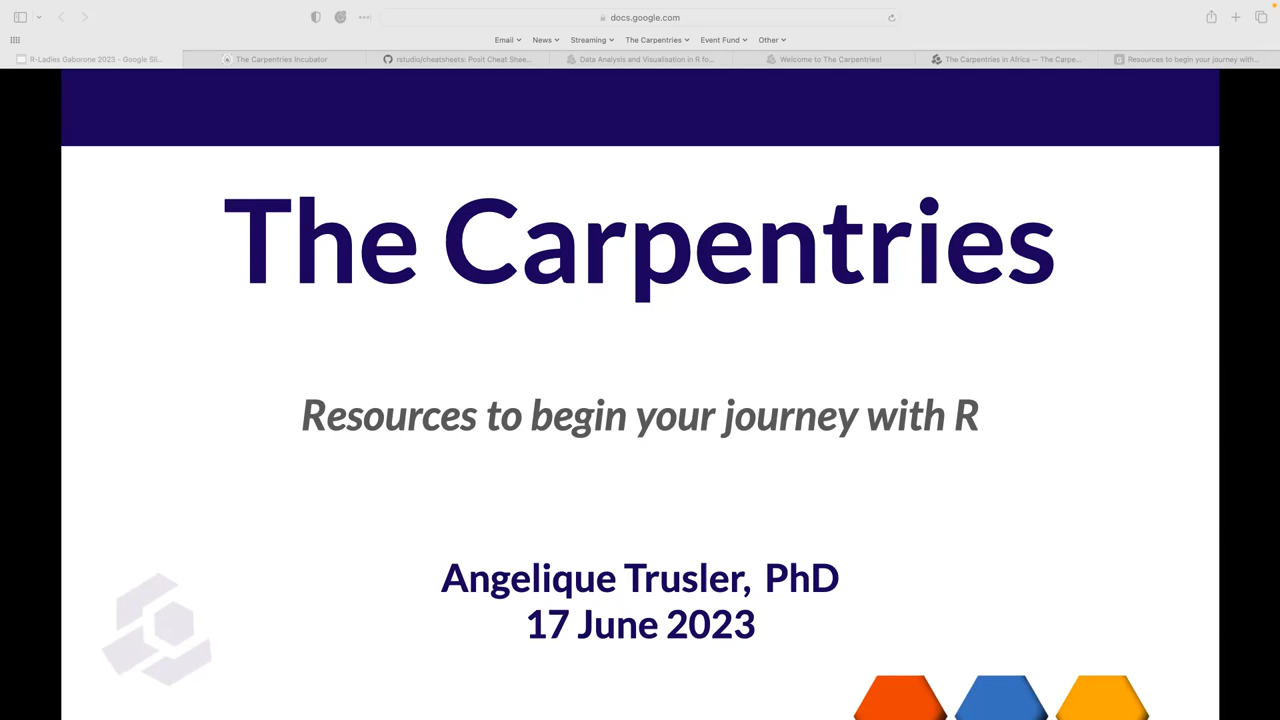 docs.google.com
Email News Streaming The Carpentries Event Fund Other
R-Ladies Gaborone 2023 - Google Sli... The Carpentries Incubator rstudio/cheatsheets: Posit Cheat Shee... Data Analysis and Visualisation in R fo... Welcome to The Carpentries! The Carpentries in Africa — The Carpe... Resources to begin your journey with...
The Carpentries
Resources to begin your journey with R
Angelique Trusler, PhD
17 June 2023